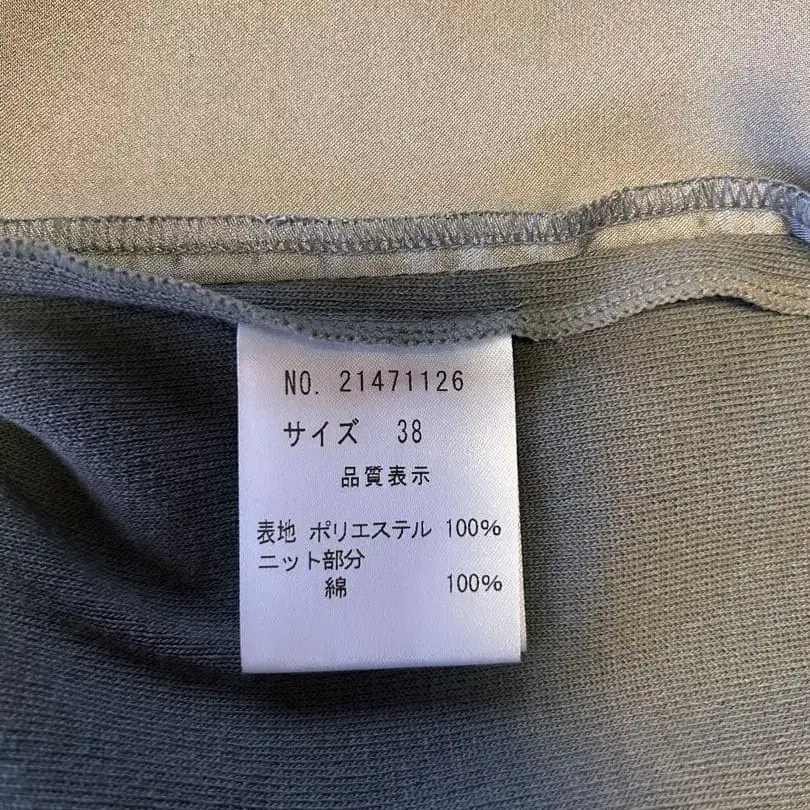 NO. 21471126
サイズ 38
品質表示
表地 ポリエステル 100%
ニット部分
綿 100%